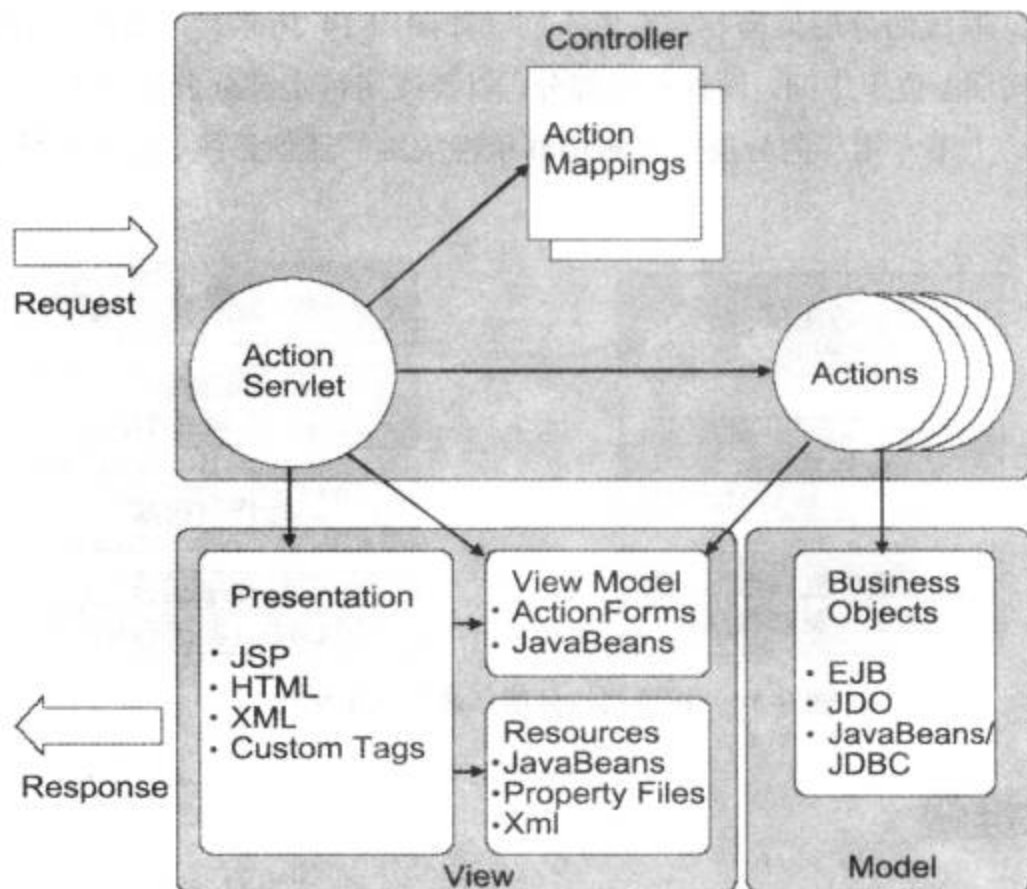 Controller
Action
Mappings
Request
Action
Servlet
Actions
Presentation
• JSP
• HTML
• XML
• Custom Tags
View Model
• ActionForms
• JavaBeans
Resources
• JavaBeans
• Property Files
• Xml
Business
Objects
• EJB
• JDO
• JavaBeans/
JDBC
Response
View
Model